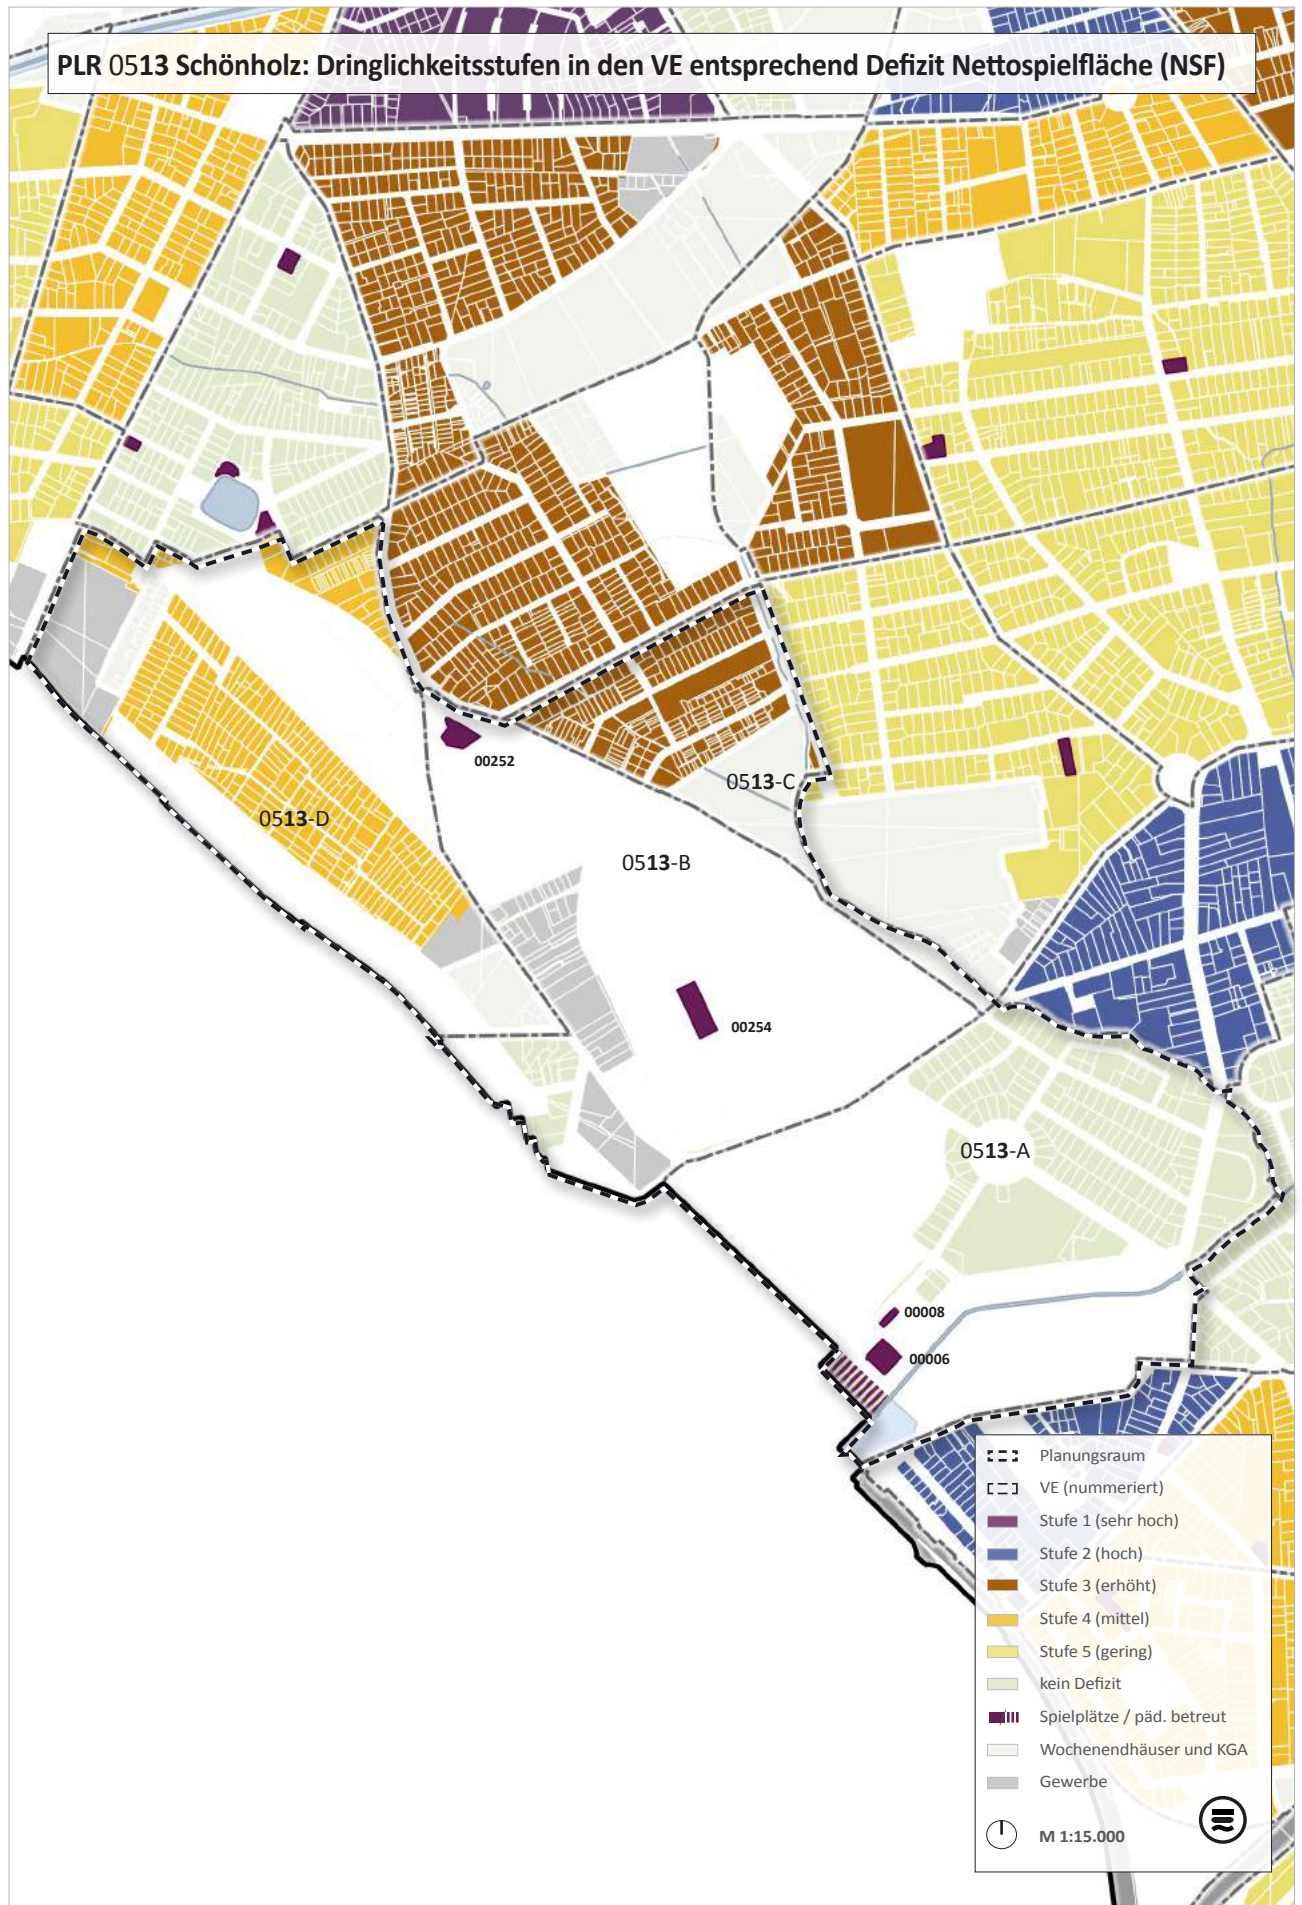 PLR 0513 Schönholz: Dringlichkeitsstufen in den VE entsprechend Defizit Nettospielfläche (NSF)
00252
0513-C
0513-D
0513-B
00254
0513-A
00008
00006
Planungsraum
VE (nummeriert)
Stufe 1 (sehr hoch)
Stufe 2 (hoch)
Stufe 3 (erhöht)
Stufe 4 (mittel)
Stufe 5 (gering)
kein Defizit
Spielplätze / päd. betreut
Wochenendhäuser und KGA
Gewerbe
M 1:15.000